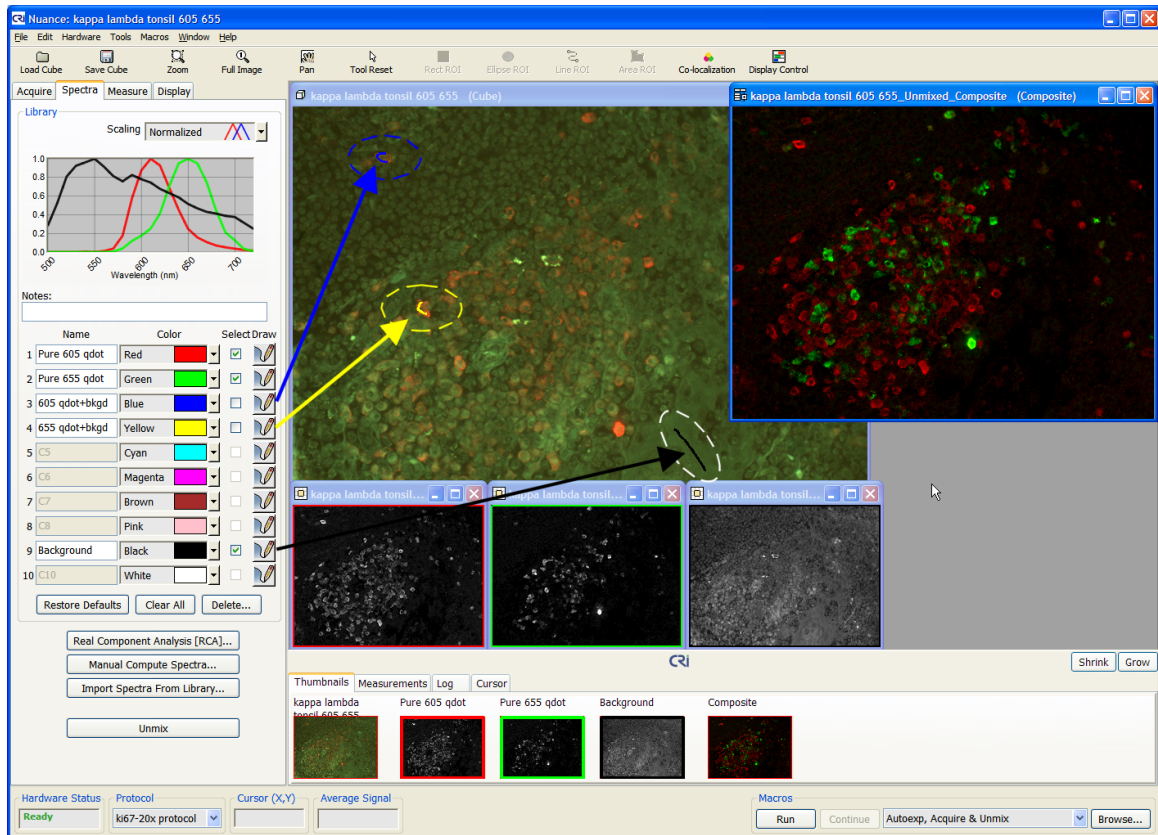 CRi Nuance: kappa lambda tonsil 605 655
File Edit Hardware Tools Macros Window Help
Load Cube Save Cube Zoom Full Image Pan Tool Reset Rect ROI Ellipse ROI Line ROI Area ROI Co-localization Display Control
Acquire Spectra Measure Display
Library
Scaling Normalized
1.0
0.8
0.6
0.4
0.2
0.0
500 550 600 650 700
Wavelength (nm)
Notes:
Name Color Select Draw
1 Pure 605 qdot Red
2 Pure 655 qdot Green
3 605 qdot+bkgd Blue
4 655 qdot+bkgd Yellow
5 C5 Cyan
6 C6 Magenta
7 C7 Brown
8 C8 Pink
9 Background Black
10 C10 White
Restore Defaults Clear All Delete...
Real Component Analysis [RCA]...
Manual Compute Spectra...
Import Spectra From Library...
Unmix
kappa lambda tonsil 605 655 (Cube)
kappa lambda tonsil 605 655_Unmixed_Composite (Composite)
kappa lambda tonsil... kappa lambda tonsil... kappa lambda tonsil...
CRi
Shrink Grow
Thumbnails Measurements Log Cursor
kappa lambda
tonsil 605 655
Pure 605 qdot Pure 655 qdot Background Composite
Hardware Status Protocol Cursor (X,Y) Average Signal Macros
Ready ki67-20x protocol Run Continue Autoexp, Acquire & Unmix Browse...